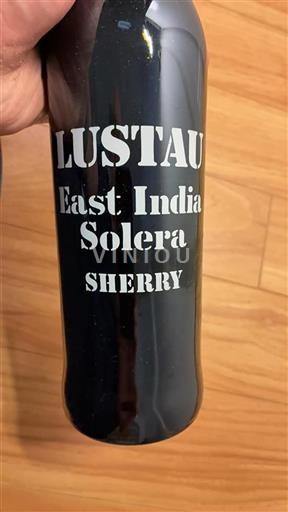 LUSTAU
East India
Solera
VINIOU
SHERRY